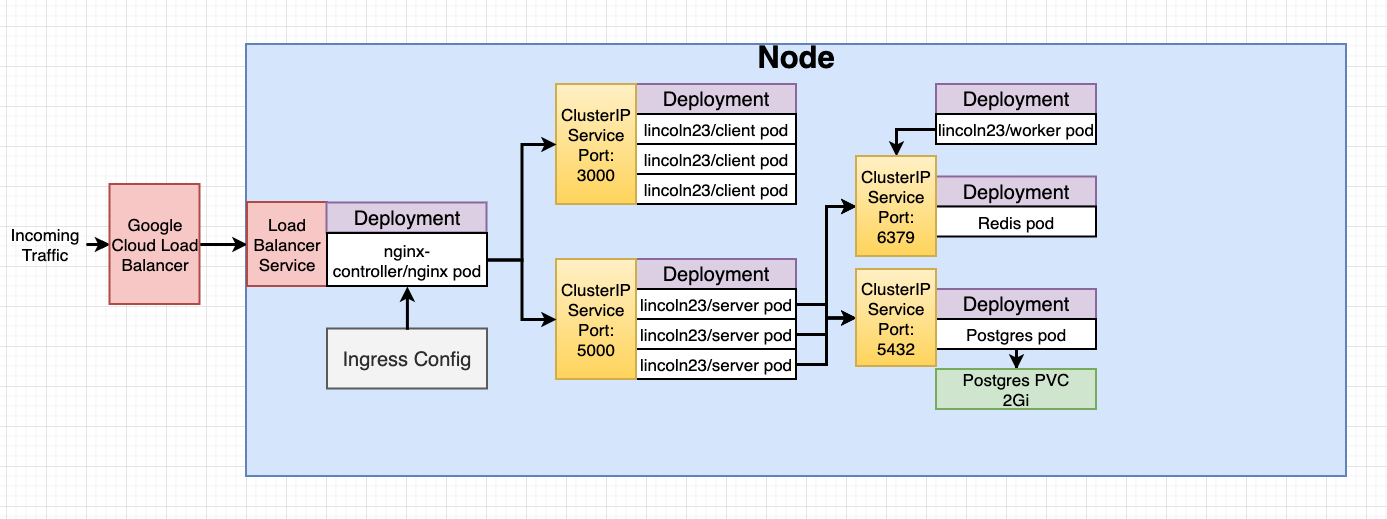 Node
Incoming
Traffic
Google
Cloud Load
Balancer
Load
Balancer
Service
Deployment
nginx-
controller/nginx pod
Ingress Config
ClusterIP
Service
Port:
3000
Deployment
lincoln23/client pod
lincoln23/client pod
lincoln23/client pod
ClusterIP
Service
Port:
5000
Deployment
lincoln23/server pod
lincoln23/server pod
lincoln23/server pod
Deployment
lincoln23/worker pod
ClusterIP
Service
Port:
6379
Deployment
Redis pod
ClusterIP
Service
Port:
5432
Deployment
Postgres pod
Postgres PVC
2Gi